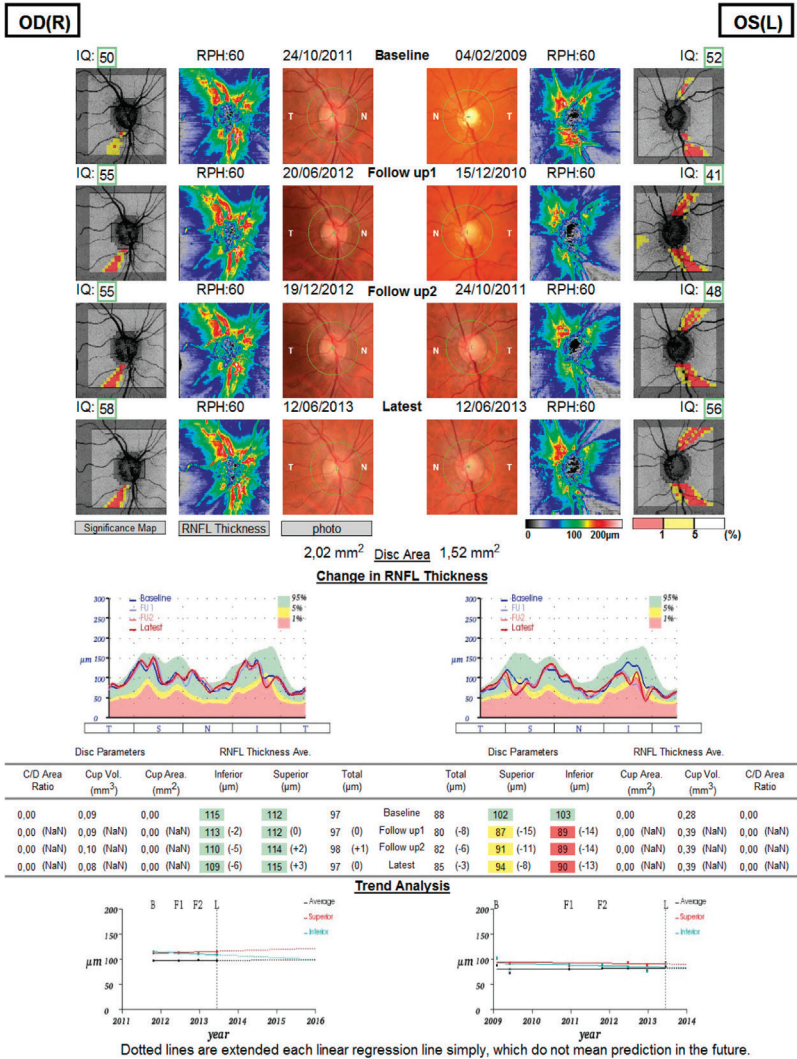 OD(R) OS(L)
IQ: 50 RPH:60 24/10/2011 Baseline 04/02/2009 RPH:60 IQ: 52
T N N T
IQ: 55 RPH:60 20/06/2012 Follow up1 15/12/2010 RPH:60 IQ: 41
T N N T
IQ: 55 RPH:60 19/12/2012 Follow up2 24/10/2011 RPH:60 IQ: 48
T N N T
IQ: 58 RPH:60 12/06/2013 Latest 12/06/2013 RPH:60 IQ: 56
T N N T
Significance Map RNFL Thickness photo 0 100 200µm 1 5 (%)
2,02 mm² Disc Area 1,52 mm²
Change in RNFL Thickness
300 Baseline 95% 300 Baseline 95%
250 FU1 5% 250 FU1 5%
FU2 1% FU2 1%
200 Latest 200 Latest
µm 150 µm 150
100 100
50 50
0 0
T S N I T T S N I T
Disc Parameters RNFL Thickness Ave. Disc Parameters RNFL Thickness Ave.
C/D Area Cup Vol. Cup Area. Inferior Superior Total Total Superior Inferior Cup Area. Cup Vol. C/D Area
Ratio (mm³) (mm²) (µm) (µm) (µm) (µm) (µm) (µm) (mm²) (mm³) Ratio
0,00 0,09 0,00 115 112 97 Baseline 88 102 103 0,00 0,28 0,00
0,00 (NaN) 0,09 (NaN) 0,00 (NaN) 113 (-2) 112 (0) 97 (0) Follow up1 80 (-8) 87 (-15) 89 (-14) 0,00 (NaN) 0,39 (NaN) 0,00 (NaN)
0,00 (NaN) 0,10 (NaN) 0,00 (NaN) 110 (-5) 114 (+2) 98 (+1) Follow up2 82 (-6) 91 (-11) 89 (-14) 0,00 (NaN) 0,39 (NaN) 0,00 (NaN)
0,00 (NaN) 0,08 (NaN) 0,00 (NaN) 109 (-6) 115 (+3) 97 (0) Latest 85 (-3) 94 (-8) 90 (-13) 0,00 (NaN) 0,39 (NaN) 0,00 (NaN)
Trend Analysis
200 B F1 F2 L Average 200 B F1 F2 L Average
150 Superior 150 Superior
Inferior Inferior
µm 100 µm 100
50 50
0 0
2011 2012 2013 2014 2015 2016 2009 2010 2011 2012 2013 2014
year year
Dotted lines are extended each linear regression line simply, which do not mean prediction in the future.